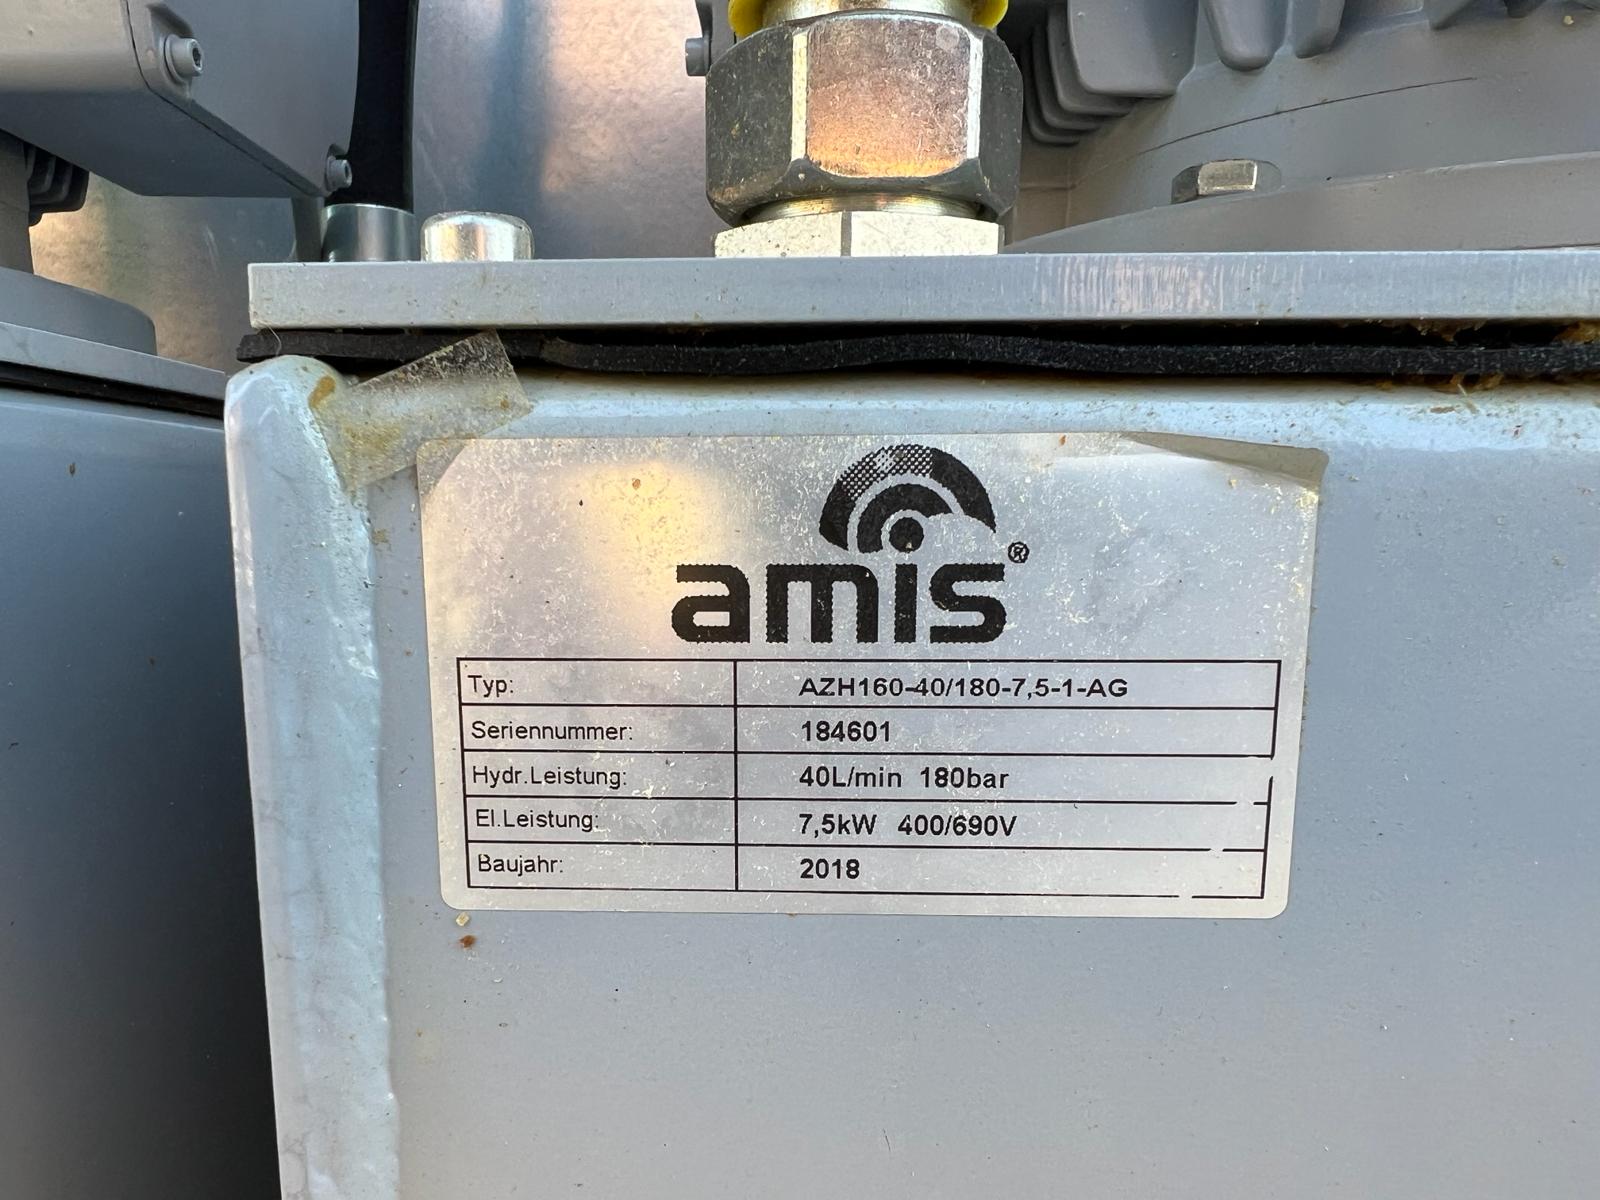 amis®
Typ: AZH160-40/180-7,5-1-AG
Seriennummer: 184601
Hydr.Leistung: 40L/min 180bar
El.Leistung: 7,5kW 400/690V
Baujahr: 2018